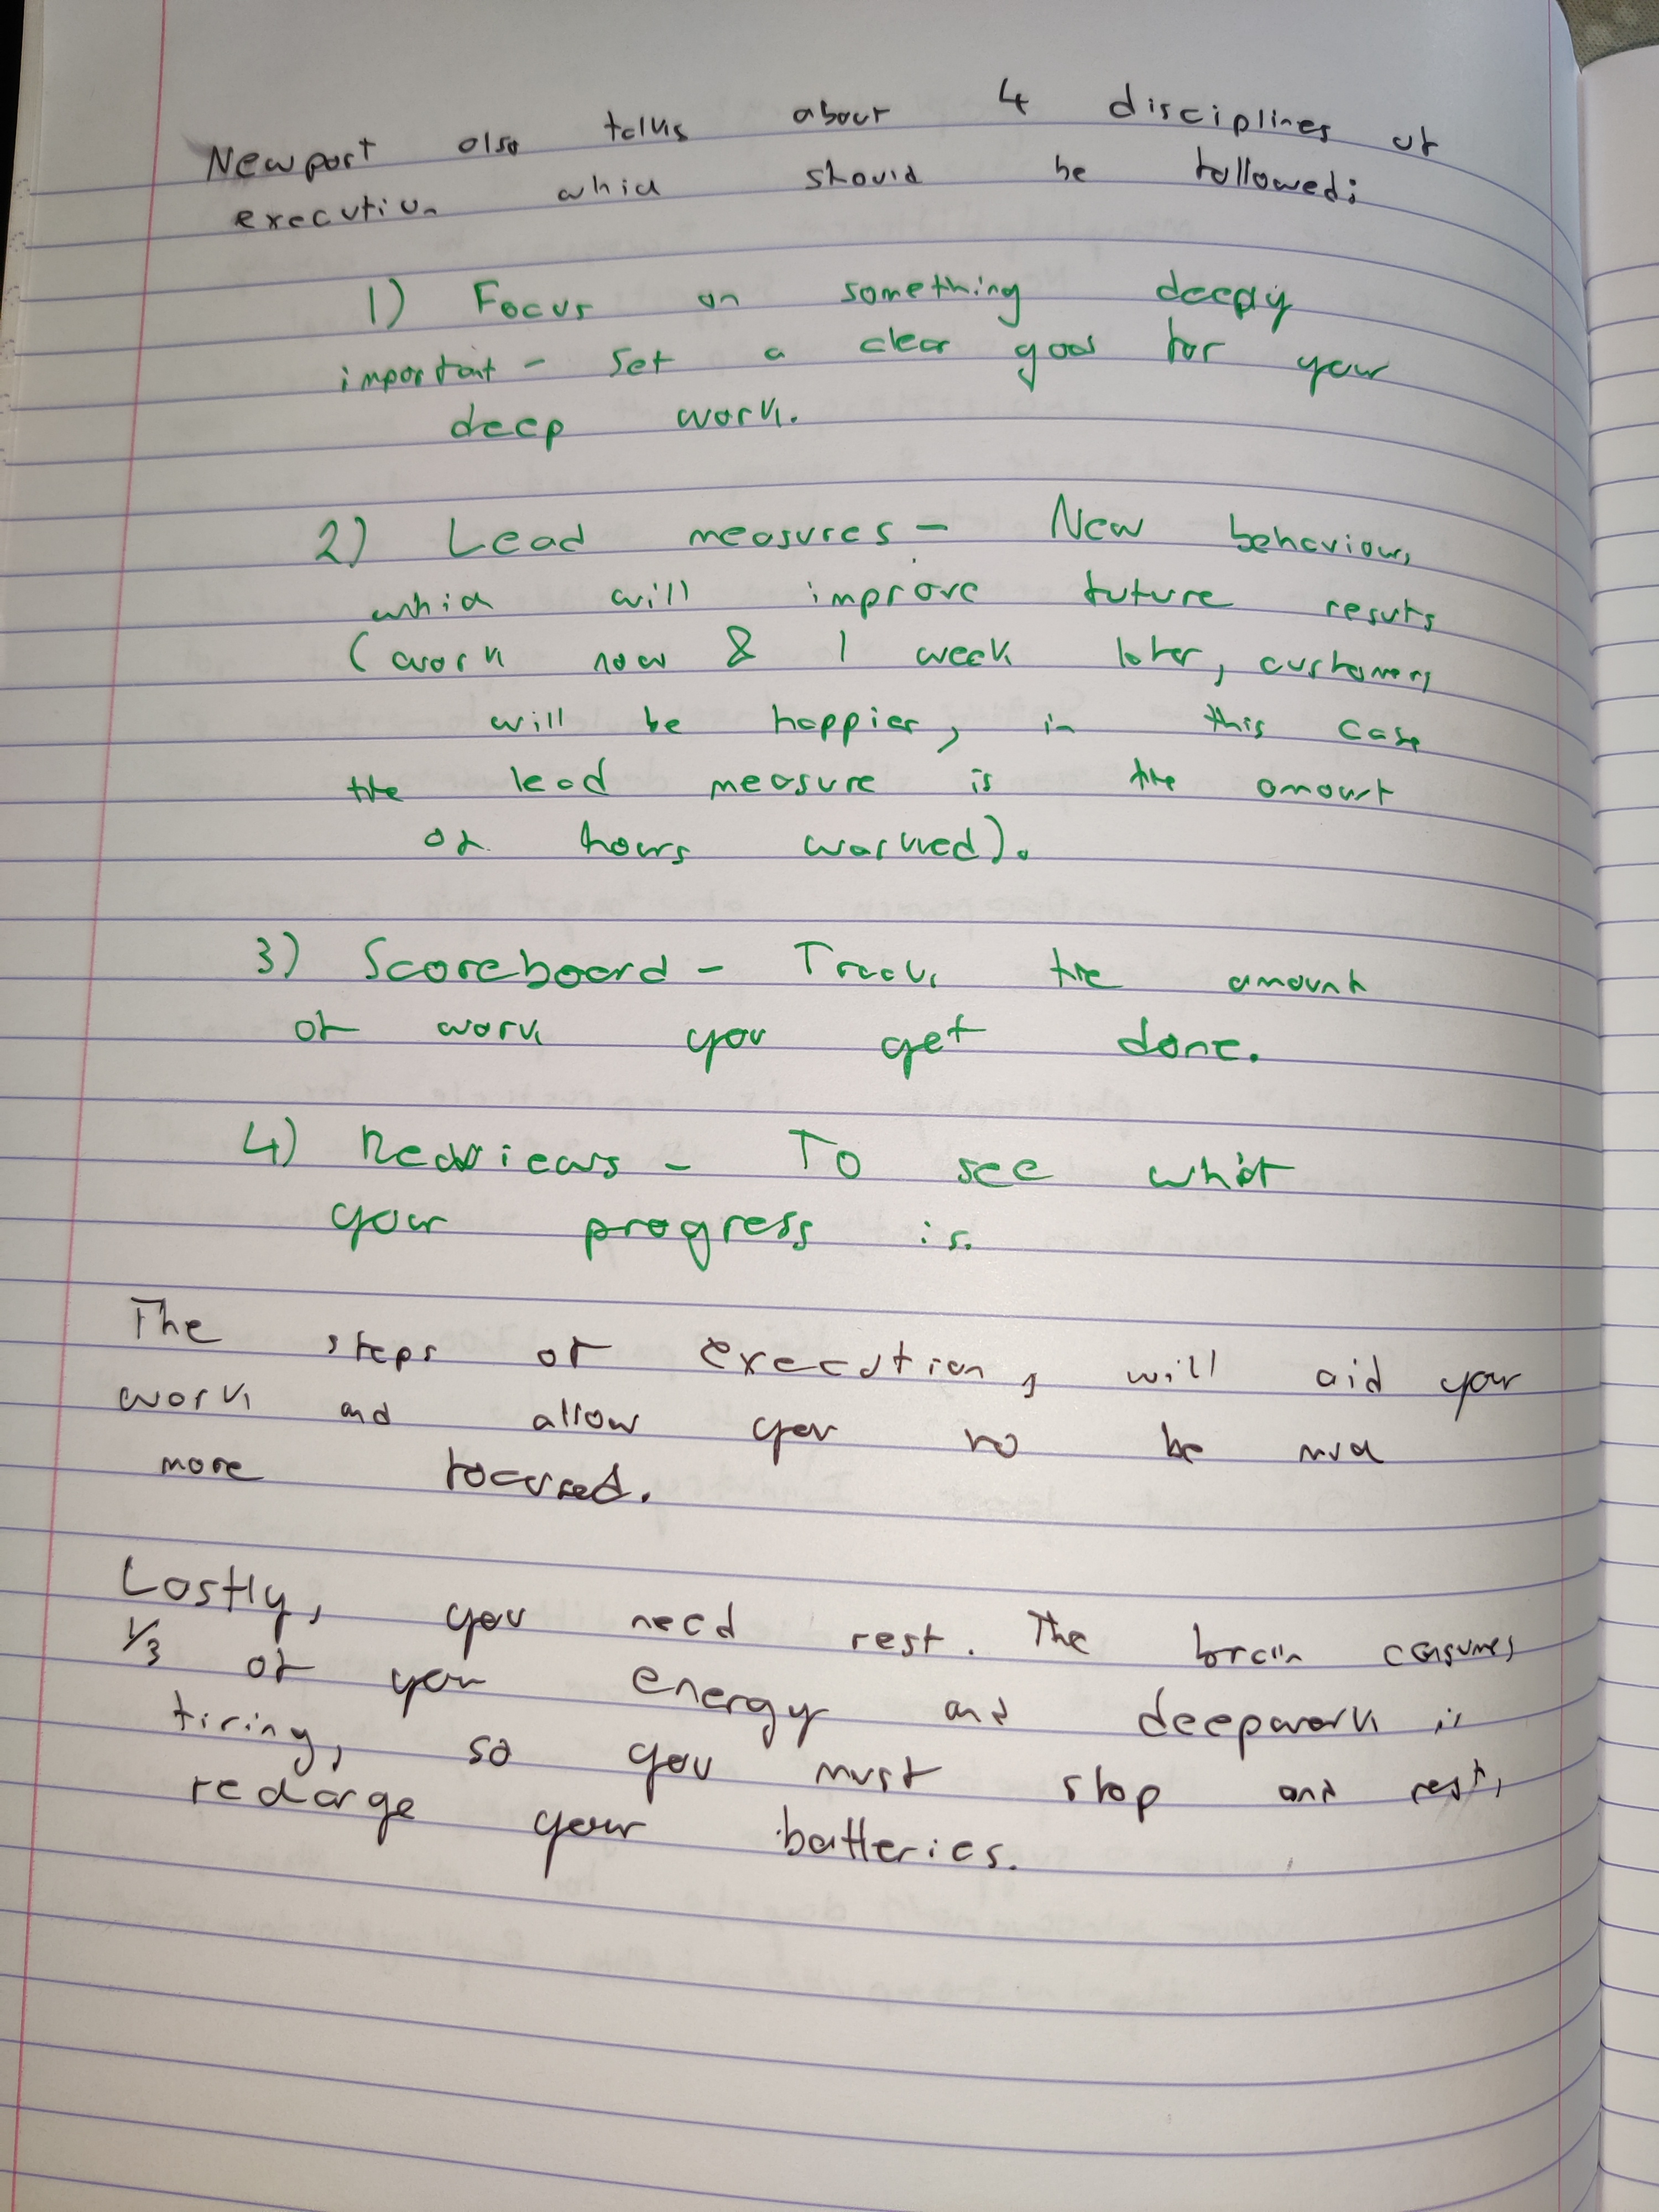 Newport also talks about 4 disciplines of
execution which should be followed:
1) Focus on something deeply
important - set a clear goal for your
deep work.
2) Lead measures - New behaviours
which will improve future results
(work now & 1 week later, customers
will be happier, in this case
the lead measure is the amount
of hours worked).
3) Scoreboard - Track the amount
of work you get done.
4) Reviews - To see what
your progress is.
The steps of execution, will aid your
work and allow you to be much
more focused.
Lastly, you need rest. The brain consumes
1/3 of your energy and deepwork is
tiring, so you must stop and rest,
recharge your batteries.